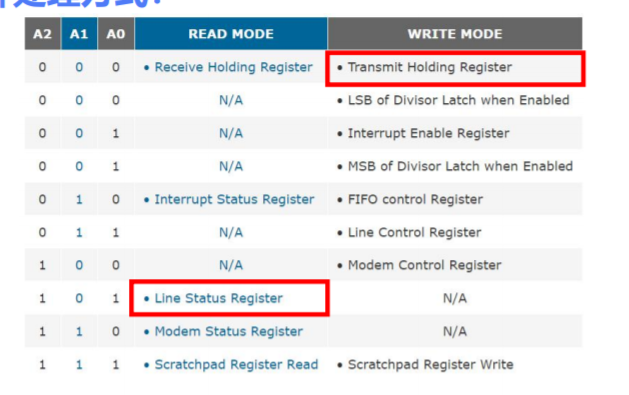 处理方式:
A2 A1 A0 READ MODE WRITE MODE
0 0 0 • Receive Holding Register • Transmit Holding Register
0 0 0 N/A • LSB of Divisor Latch when Enabled
0 0 1 N/A • Interrupt Enable Register
0 0 1 N/A • MSB of Divisor Latch when Enabled
0 1 0 • Interrupt Status Register • FIFO control Register
0 1 1 N/A • Line Control Register
1 0 0 N/A • Modem Control Register
1 0 1 • Line Status Register N/A
1 1 0 • Modem Status Register N/A
1 1 1 • Scratchpad Register Read • Scratchpad Register Write